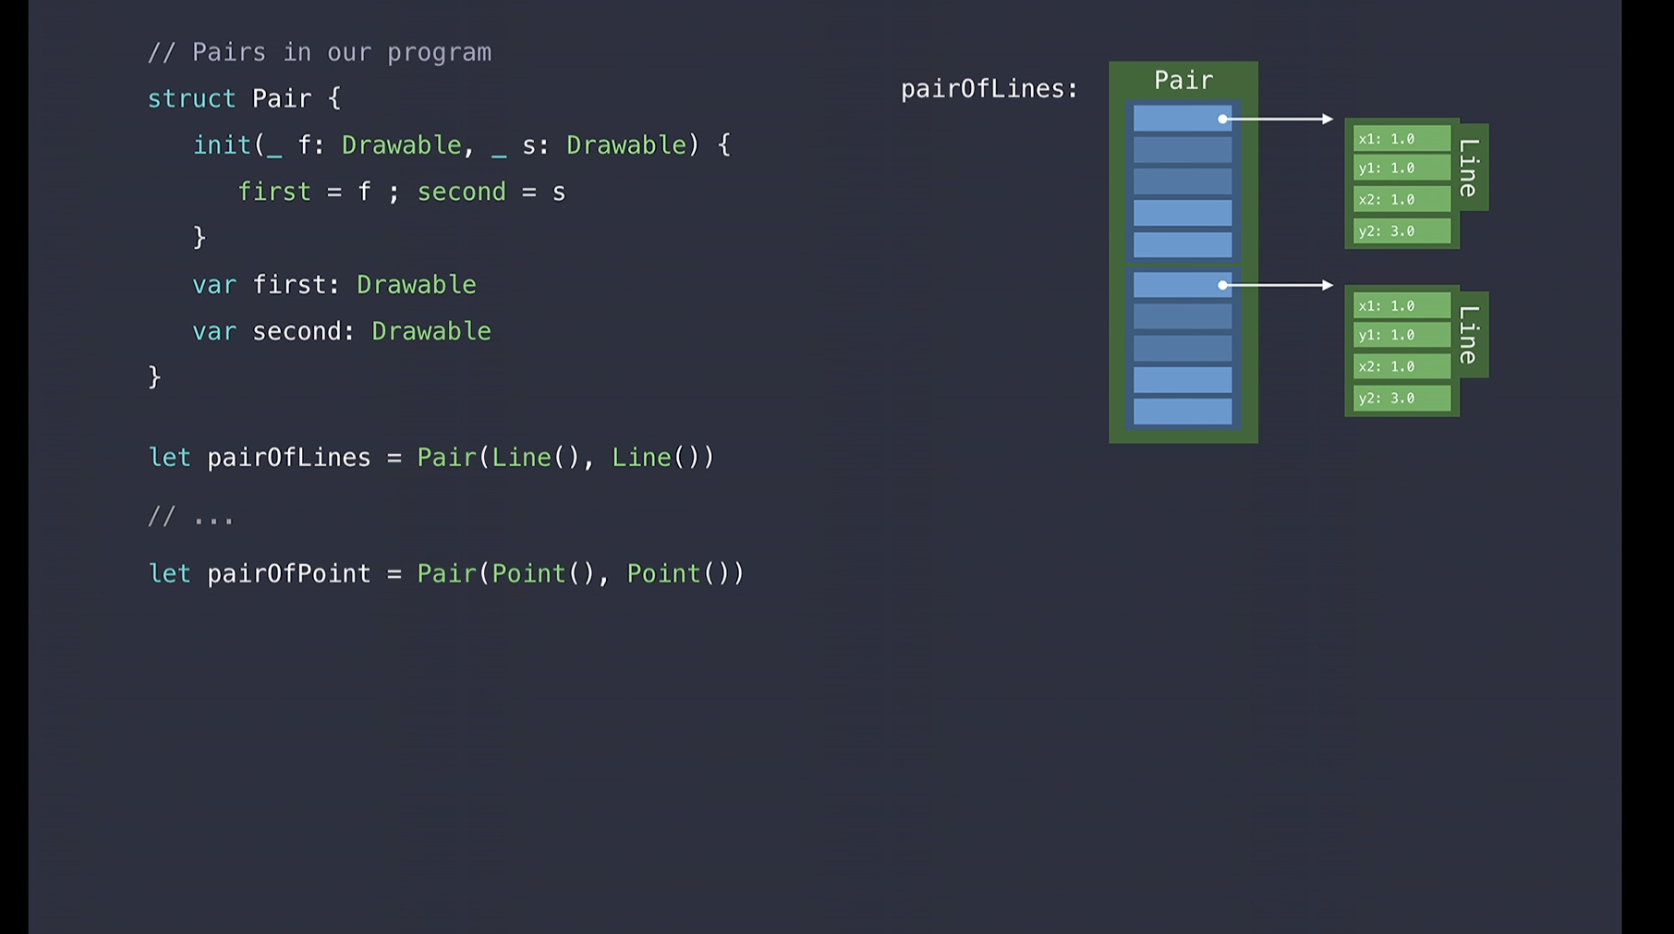 // Pairs in our program
struct Pair {
init(_ f: Drawable, _ s: Drawable) {
first = f ; second = s
}
var first: Drawable
var second: Drawable
}
let pairOfLines = Pair(Line(), Line())
// ...
let pairOfPoint = Pair(Point(), Point())
pairOfLines:
Pair
x1: 1.0
y1: 1.0
x2: 1.0
y2: 3.0
Line
x1: 1.0
y1: 1.0
x2: 1.0
y2: 3.0
Line